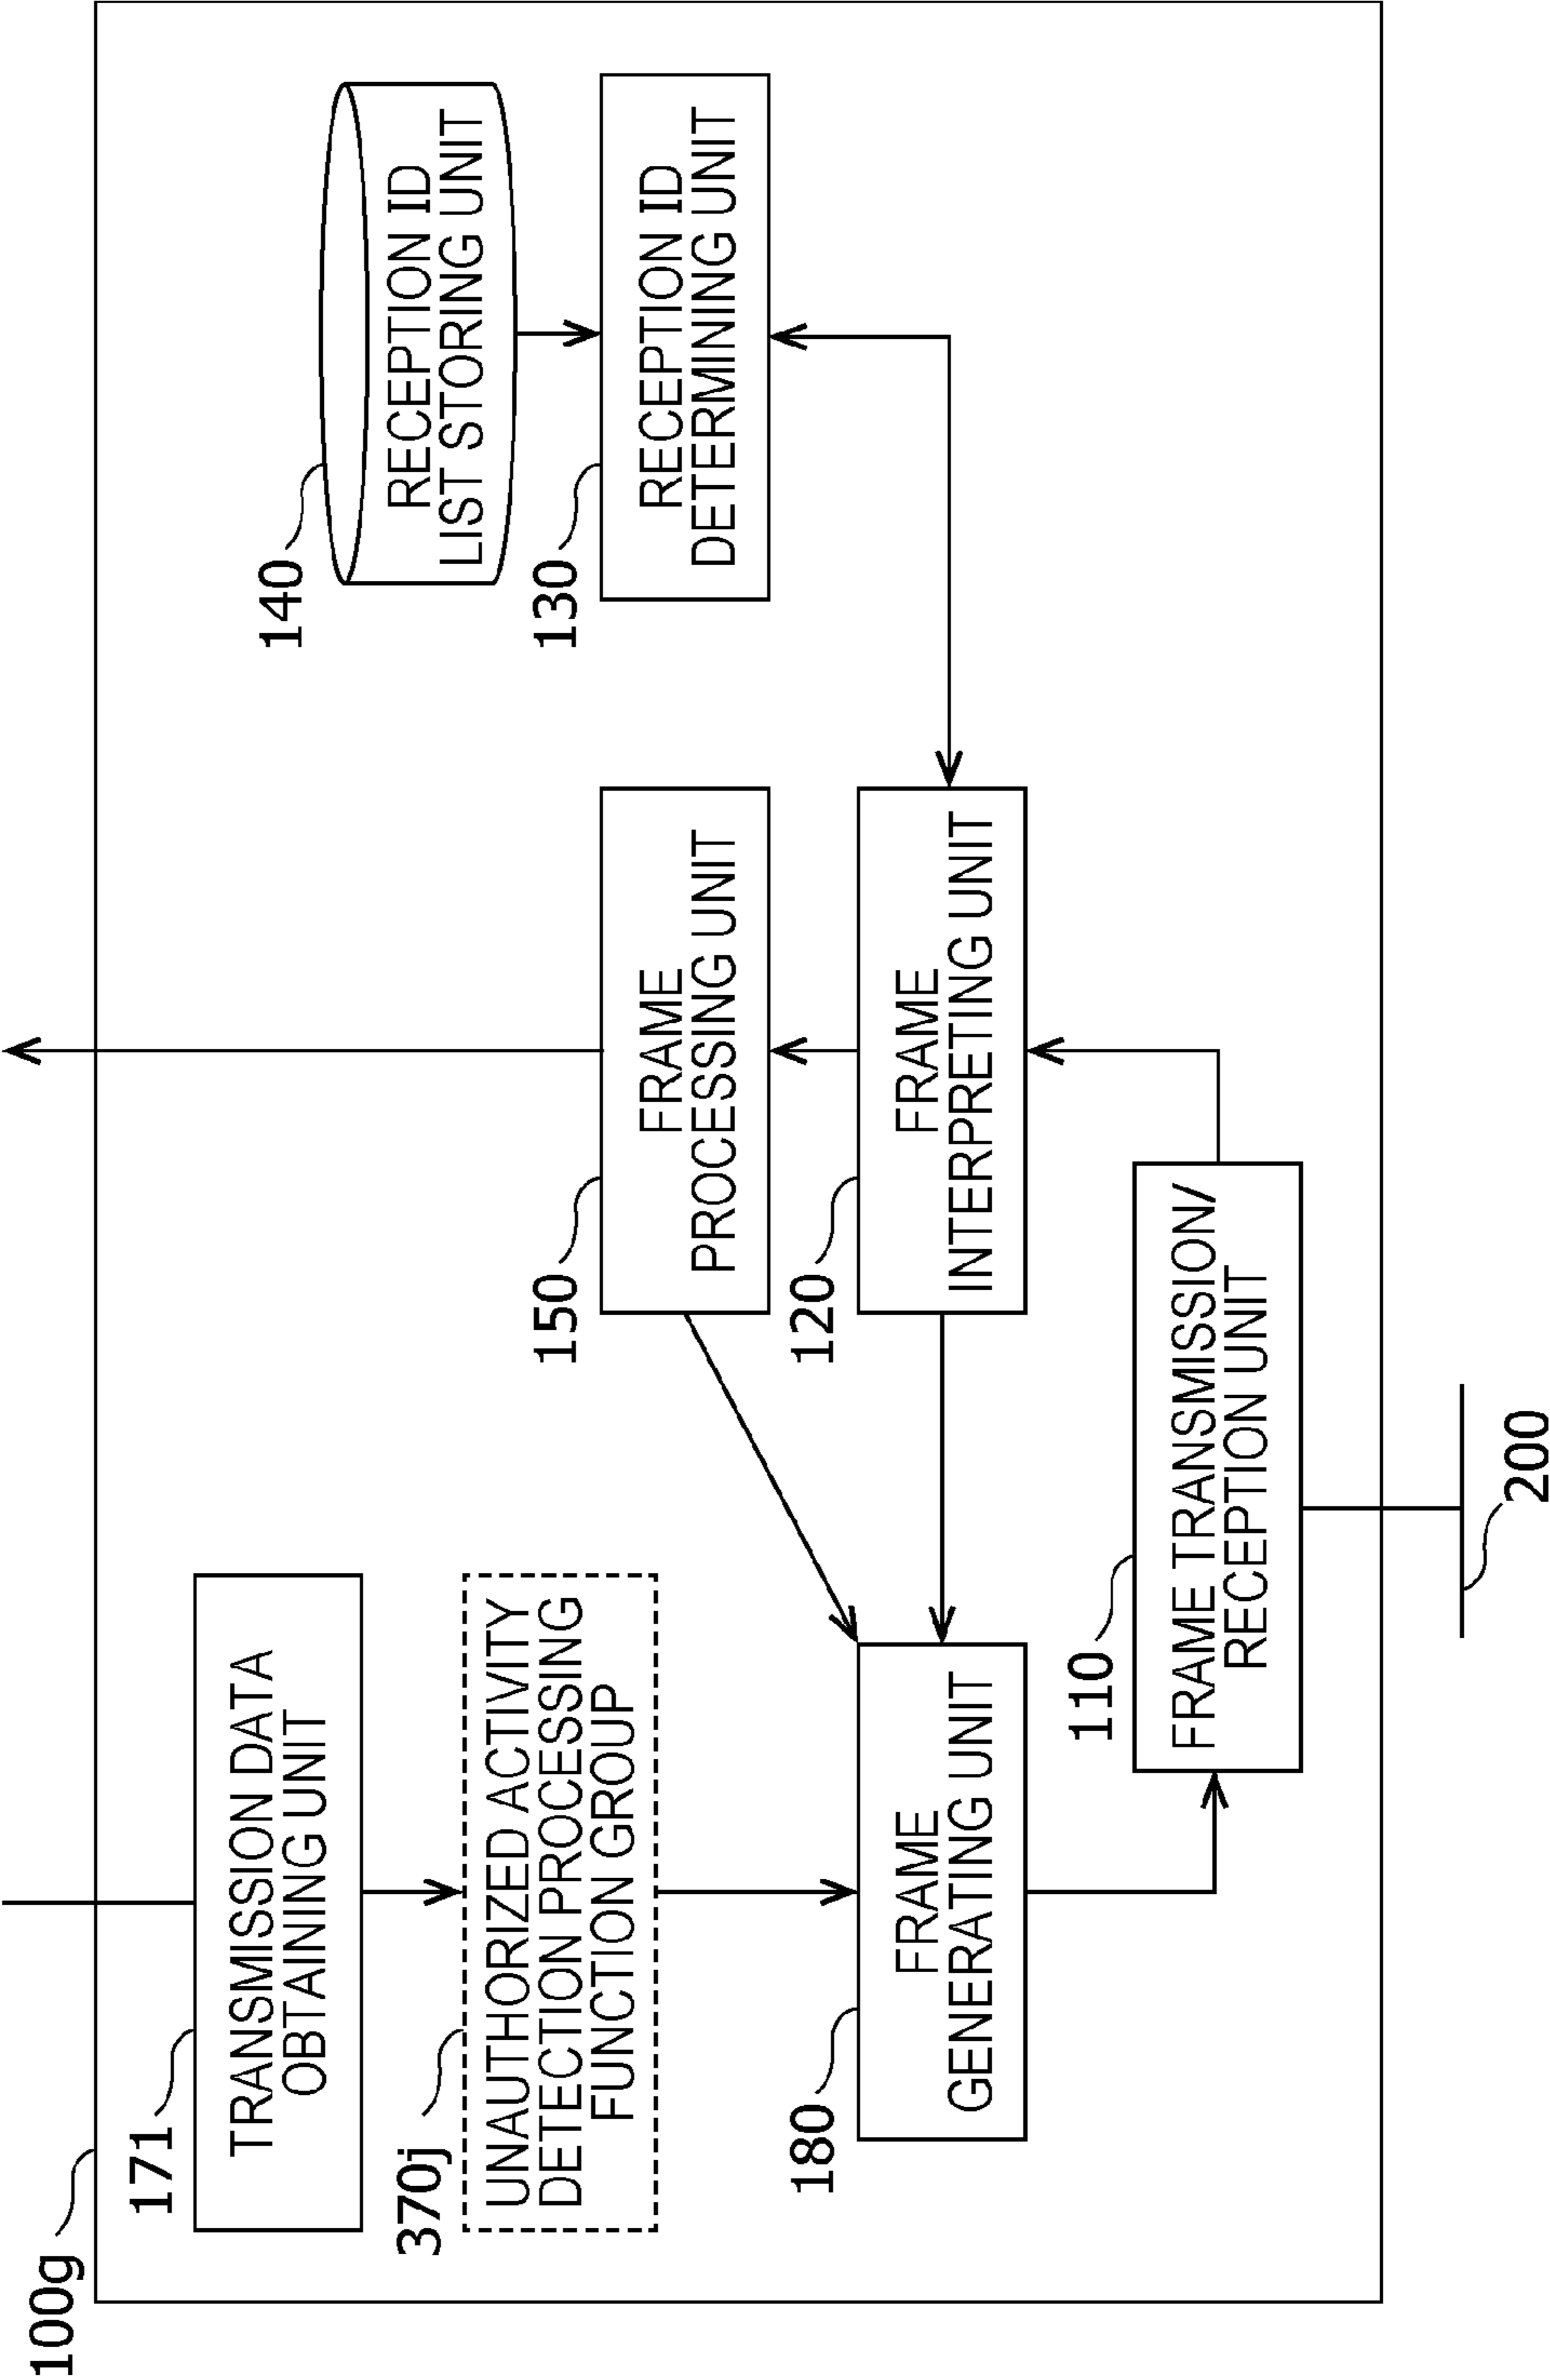 100g
171
TRANSMISSION DATA
OBTAINING UNIT
370j
UNAUTHORIZED ACTIVITY
DETECTION PROCESSING
FUNCTION GROUP
180
FRAME
GENERATING UNIT
150
FRAME
PROCESSING UNIT
120
FRAME
INTERPRETING UNIT
110
FRAME TRANSMISSION/
RECEPTION UNIT
200
140
RECEPTION ID
LIST STORING UNIT
130
RECEPTION ID
DETERMINING UNIT